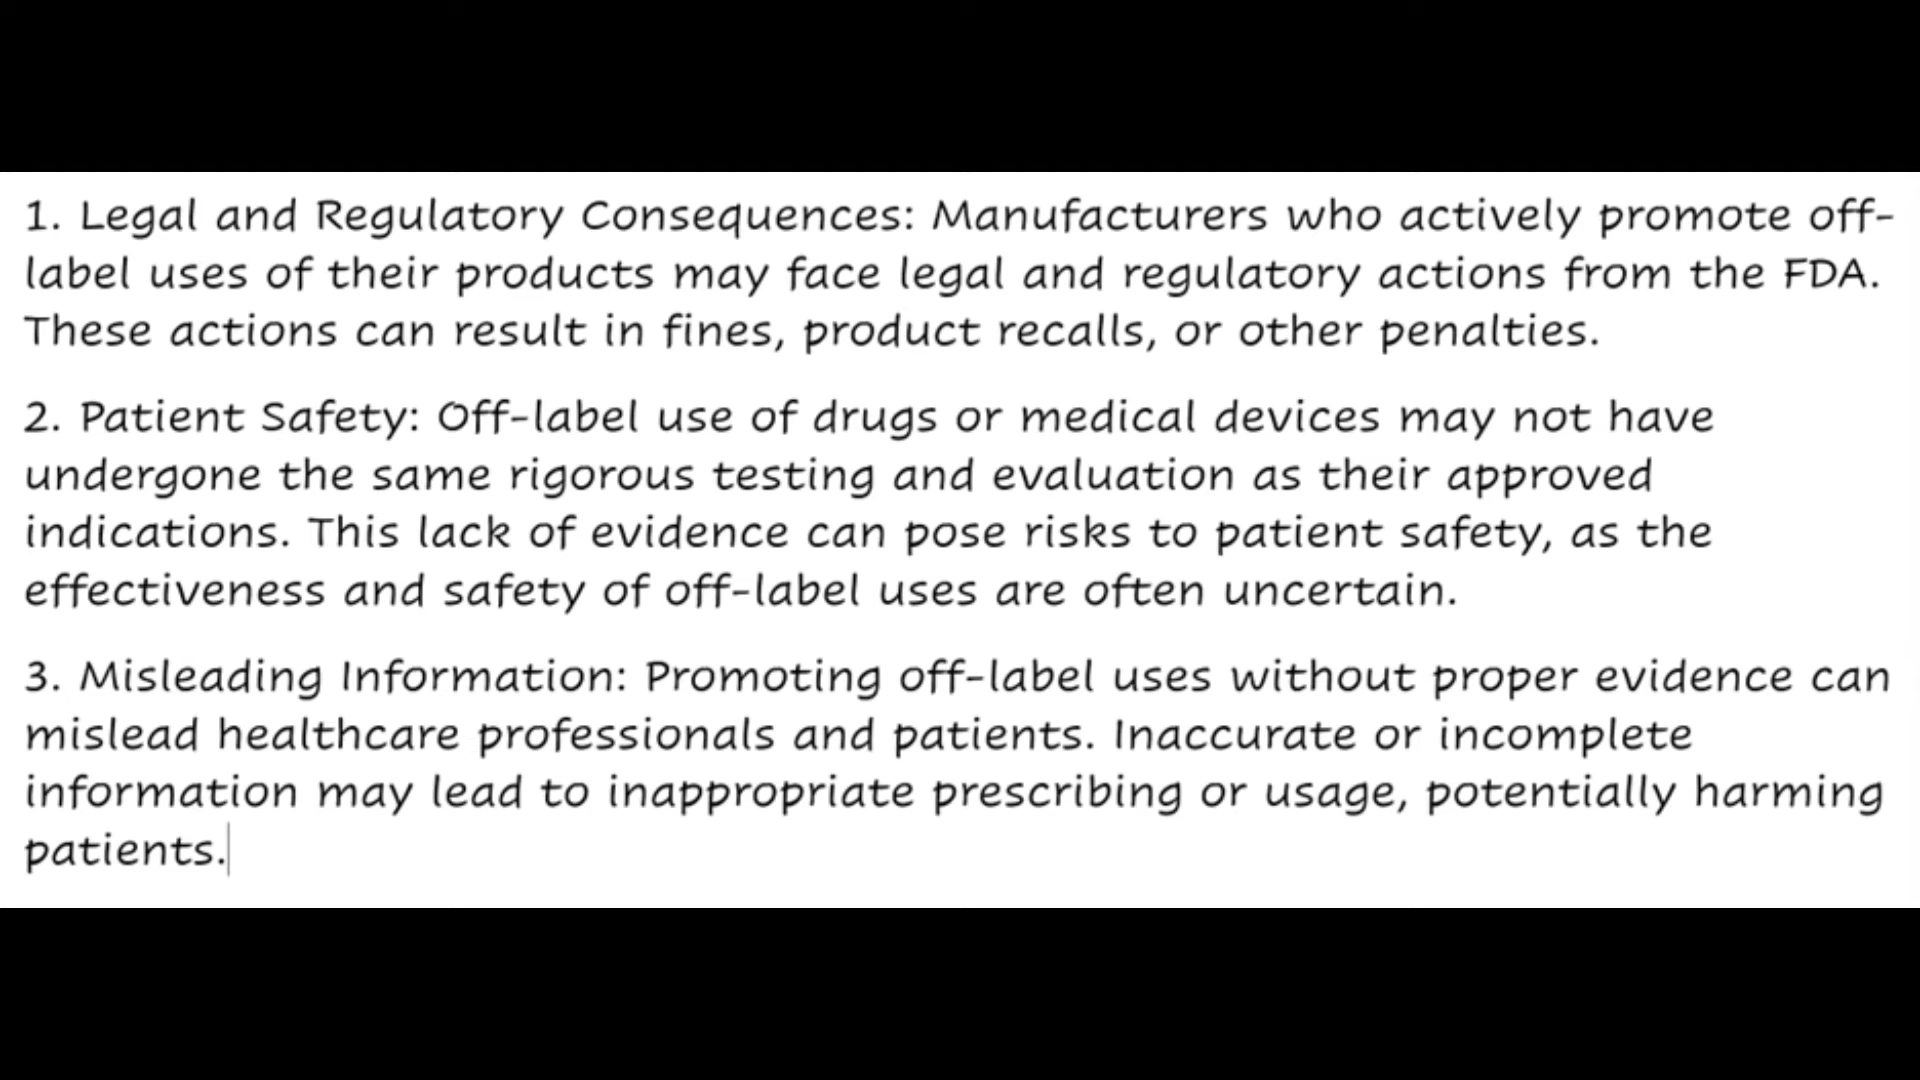 1. Legal and Regulatory Consequences: Manufacturers who actively promote off-
label uses of their products may face legal and regulatory actions from the FDA.
These actions can result in fines, product recalls, or other penalties.
2. Patient Safety: Off-label use of drugs or medical devices may not have
undergone the same rigorous testing and evaluation as their approved
indications. This lack of evidence can pose risks to patient safety, as the
effectiveness and safety of off-label uses are often uncertain.
3. Misleading Information: Promoting off-label uses without proper evidence can
mislead healthcare professionals and patients. Inaccurate or incomplete
information may lead to inappropriate prescribing or usage, potentially harming
patients.